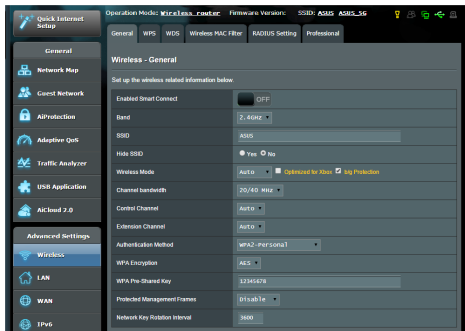 Quick Internet Setup
Operation Mode: Wireless router Firmware Version: SSID: ASUS ASUS_5G
General WPS WDS Wireless MAC Filter RADIUS Setting Professional
General
Network Map
Guest Network
AiProtection
Adaptive QoS
Traffic Analyzer
USB Application
AiCloud 2.0
Advanced Settings
Wireless
LAN
WAN
IPv6
Wireless - General
Set up the wireless related information below
Enabled Smart Connect OFF
Band 2.4GHz
SSID ASUS
Hide SSID Yes No
Wireless Mode Auto Optimized for Xbox b/g Protection
Channel bandwidth 20/40 MHz
Control Channel Auto
Extension Channel Auto
Authentication Method WPA2-Personal
WPA Encryption AES
WPA Pre-Shared Key 12345678
Protected Management Frames Disable
Network Key Rotation Interval 3600